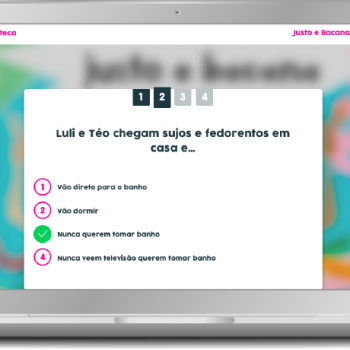 teca
Justo e Bacana
justo e bacana
1 2 3 4
Luli e Téo chegam sujos e fedorentos em
casa e...
1 Vão direto para o banho
2 Vão dormir
Nunca querem tomar banho
4 Nunca veem televisão querem tomar banho